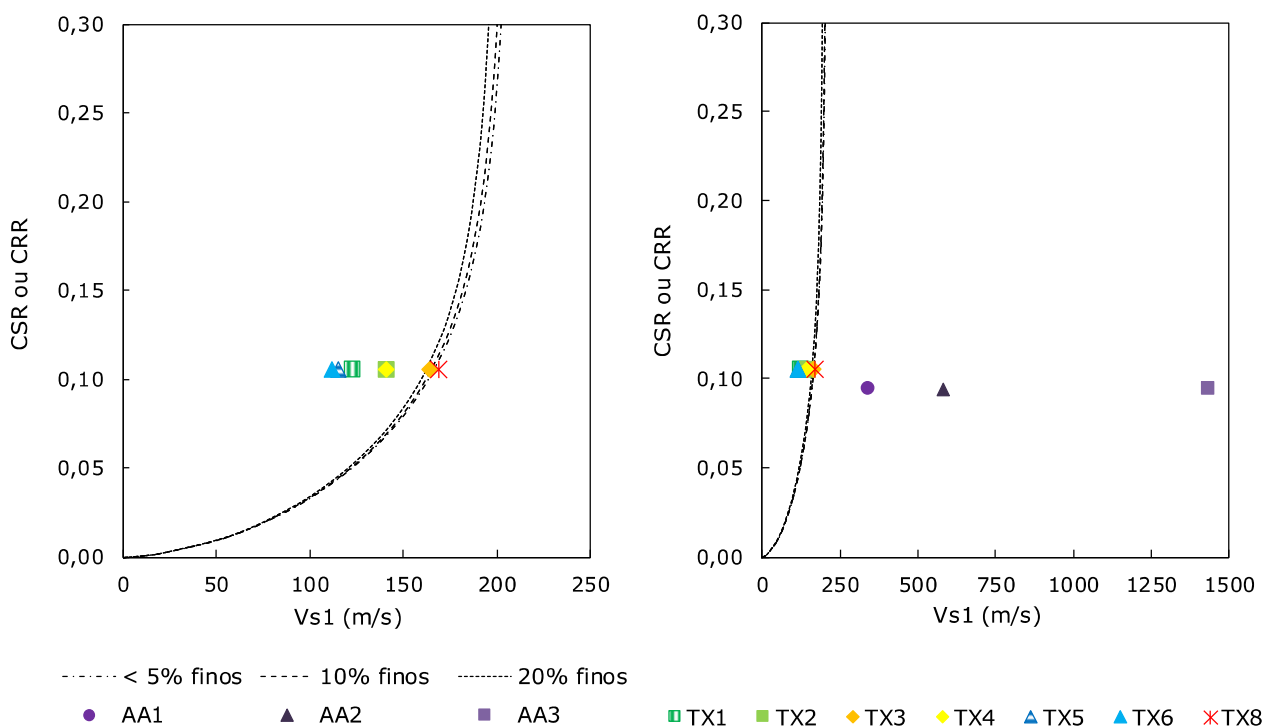 0,30
0,25
0,20
0,15
0,10
0,05
0,00
CSR ou CRR
0 50 100 150 200 250
Vs1 (m/s)
0,30
0,25
0,20
0,15
0,10
0,05
0,00
CSR ou CRR
0 250 500 750 1000 1250 1500
Vs1 (m/s)
< 5% finos 10% finos 20% finos
AA1 AA2 AA3 TX1 TX2 TX3 TX4 TX5 TX6 TX8